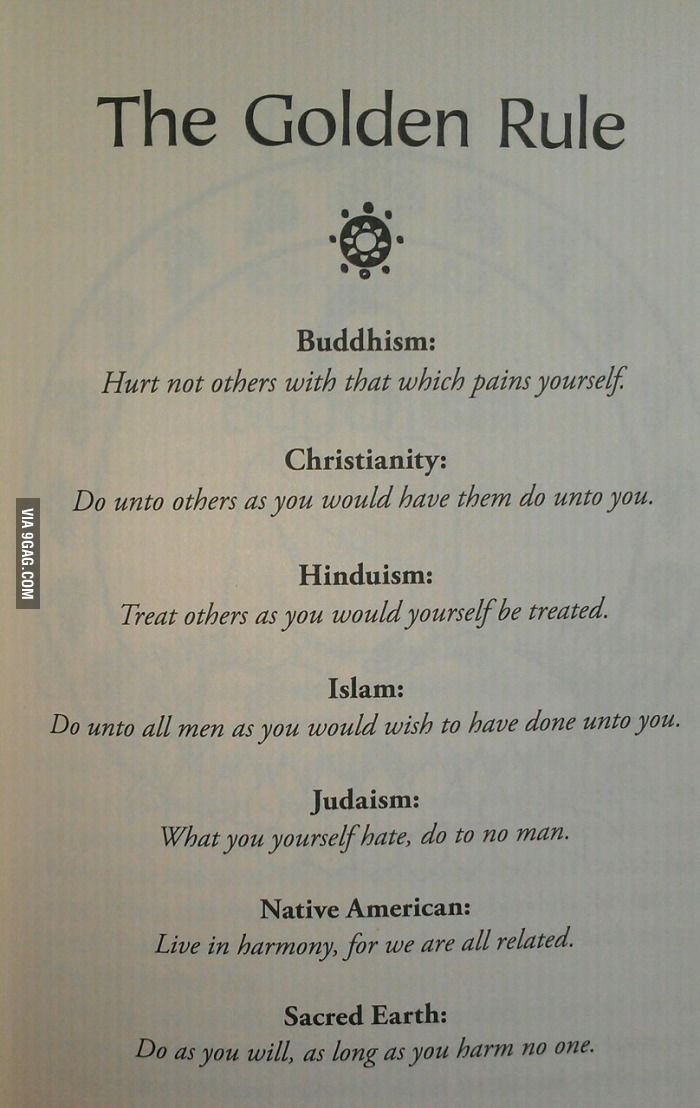 The Golden Rule
Buddhism:
Hurt not others with that which pains yourself.
Christianity:
Do unto others as you would have them do unto you.
Hinduism:
Treat others as you would yourself be treated.
Islam:
Do unto all men as you would wish to have done unto you.
Judaism:
What you yourself hate, do to no man.
Native American:
Live in harmony, for we are all related.
Sacred Earth:
Do as you will, as long as you harm no one.
VIA 9GAG.COM